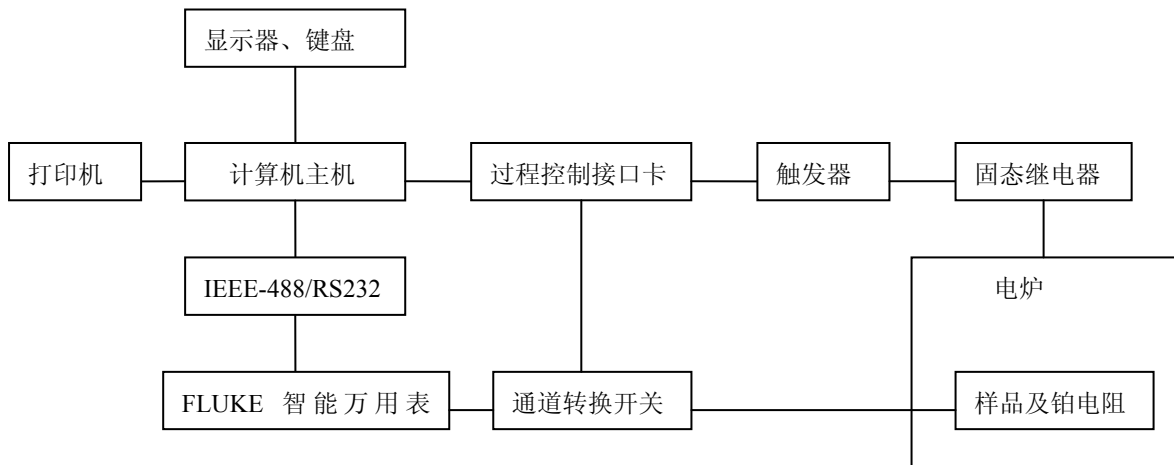 显示器、键盘
打印机
计算机主机
过程控制接口卡
触发器
固态继电器
IEEE-488/RS232
电炉
FLUKE 智能万用表
通道转换开关
样品及铂电阻